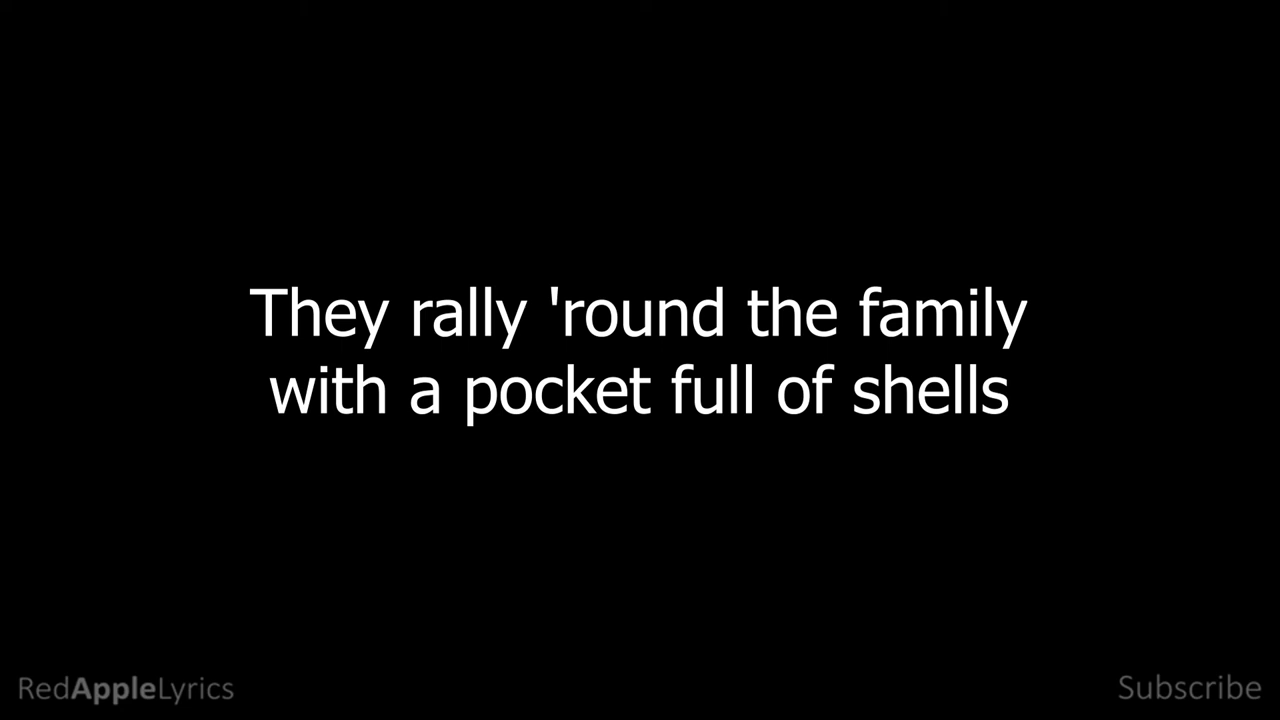 They rally 'round the family
with a pocket full of shells
RedAppleLyrics
Subscribe